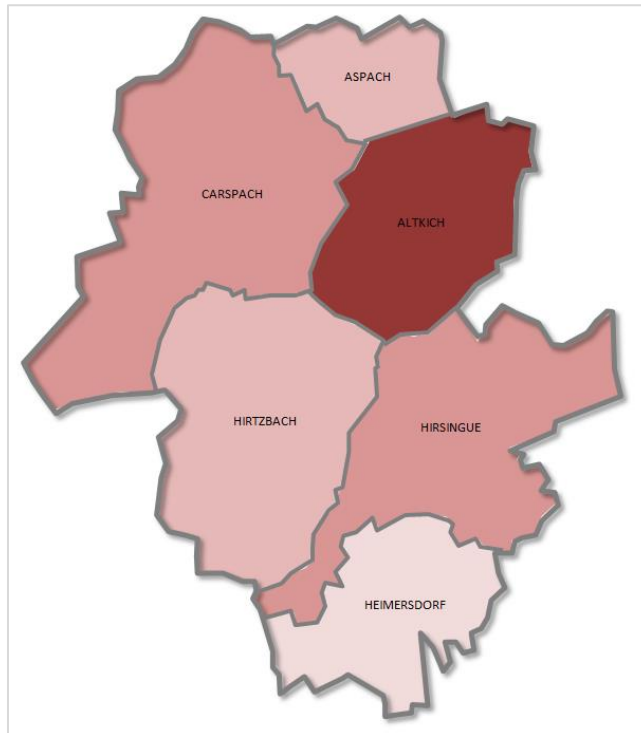 ASPACH
CARSPACH
ALTKICH
HIRTZBACH
HIRSINGUE
HEIMERSDORF